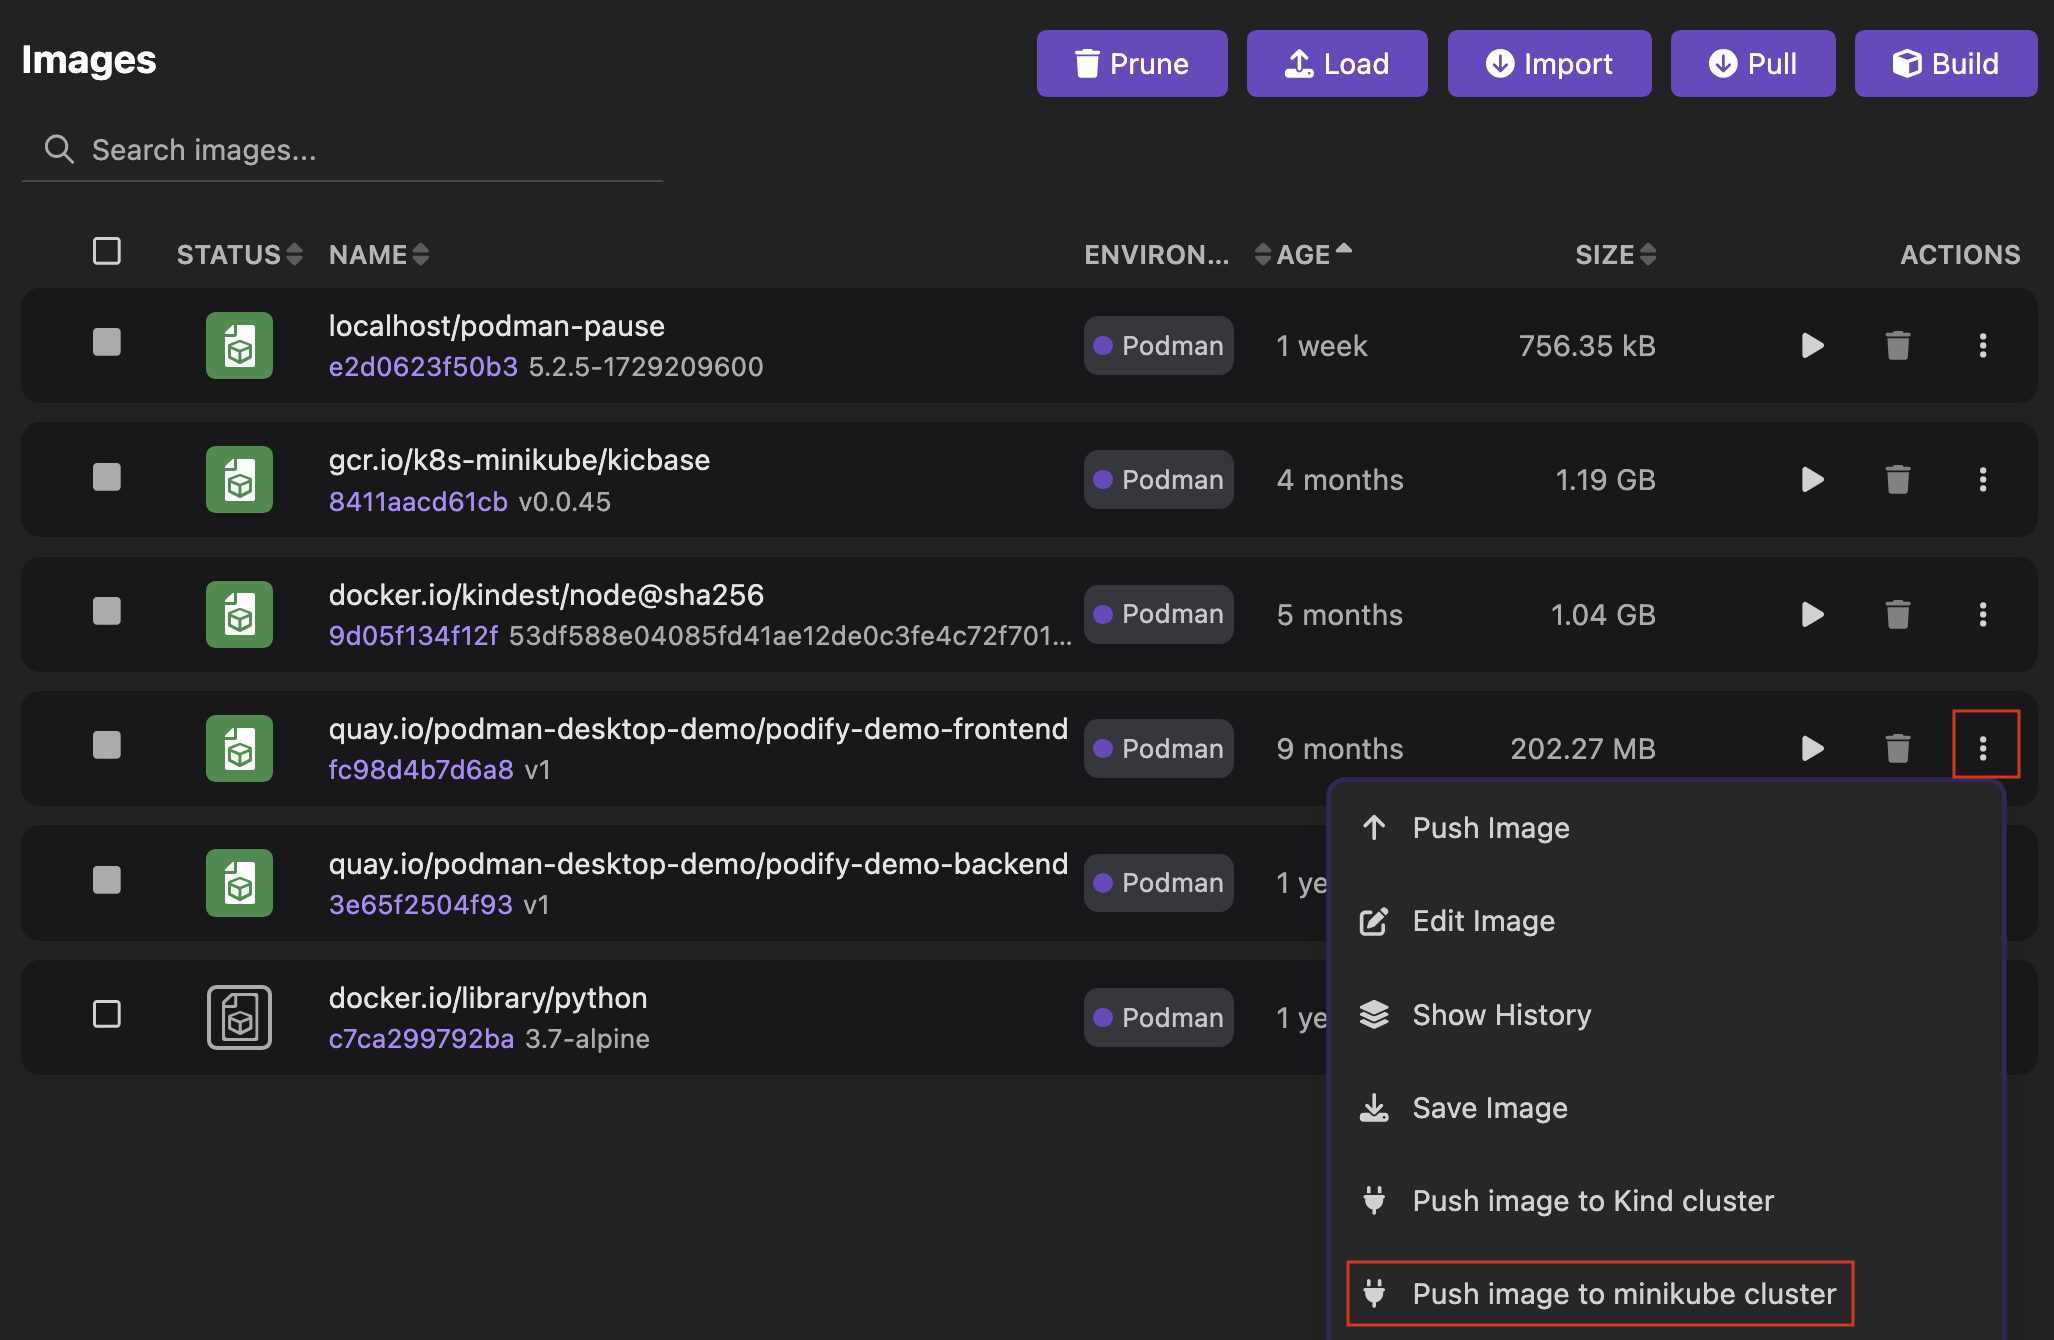 Images
Prune Load Import Pull Build
Search images...
STATUS NAME ENVIRON... AGE SIZE ACTIONS
localhost/podman-pause
e2d0623f50b3 5.2.5-1729209600
Podman 1 week 756.35 kB
gcr.io/k8s-minikube/kicbase
8411aacd61cb v0.0.45
Podman 4 months 1.19 GB
docker.io/kindest/node@sha256
9d05f134f12f 53df588e04085fd41ae12de0c3fe4c72f701...
Podman 5 months 1.04 GB
quay.io/podman-desktop-demo/podify-demo-frontend
fc98d4b7d6a8 v1
Podman 9 months 202.27 MB
quay.io/podman-desktop-demo/podify-demo-backend
3e65f2504f93 v1
Podman 1 ye
docker.io/library/python
c7ca299792ba 3.7-alpine
Podman 1 ye
Push Image
Edit Image
Show History
Save Image
Push image to Kind cluster
Push image to minikube cluster